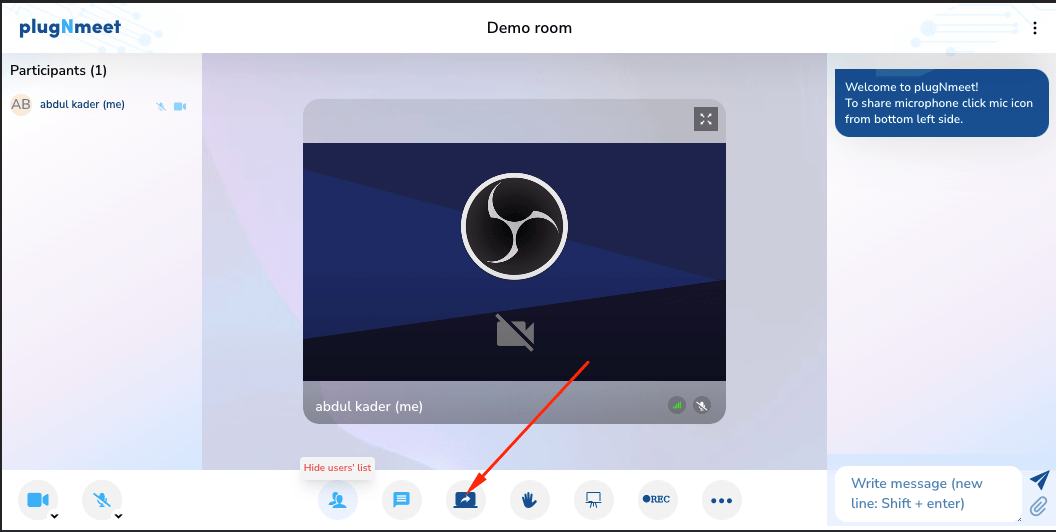 plugNmeet
Demo room
Participants (1)
AB
abdul kader (me)
Welcome to plugNmeet!
To share microphone click mic icon
from bottom left side.
abdul kader (me)
Hide users' list
REC
Write message (new
line: Shift + enter)